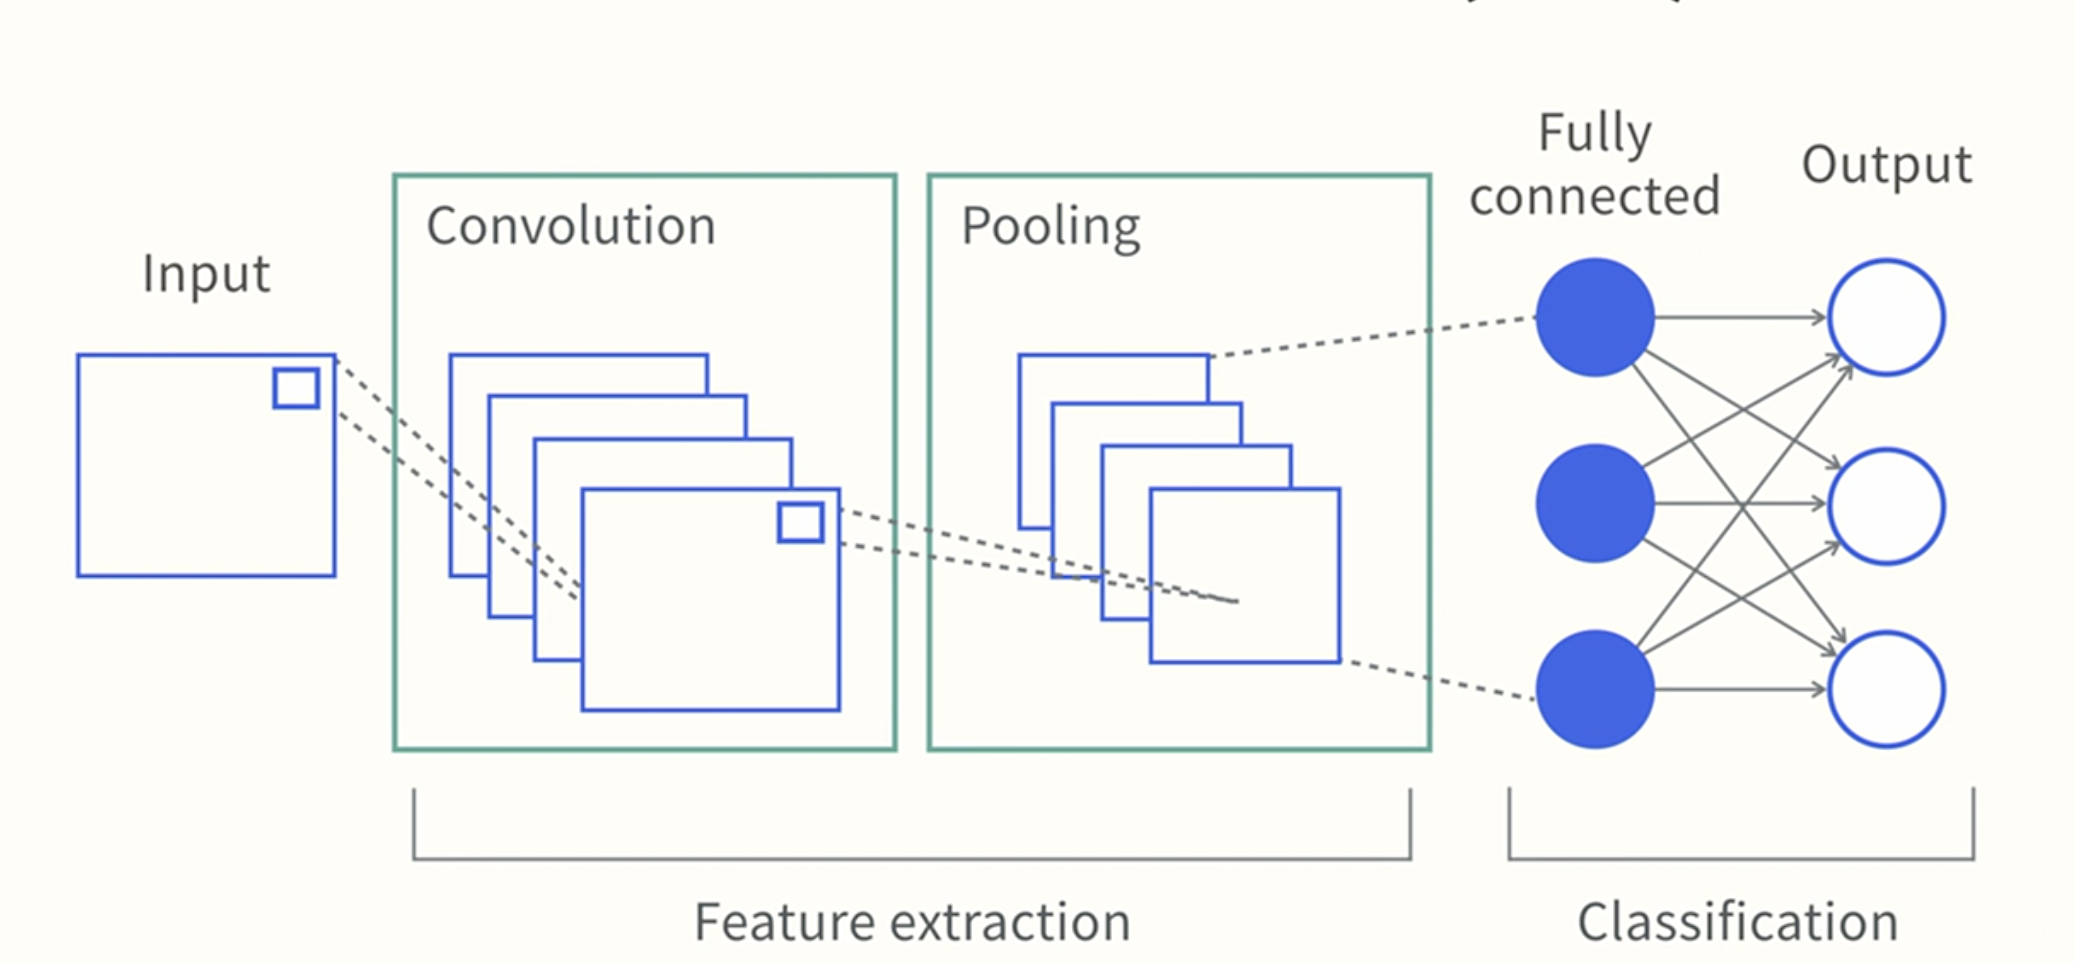 Input
Convolution
Pooling
Fully
connected
Output
Feature extraction
Classification